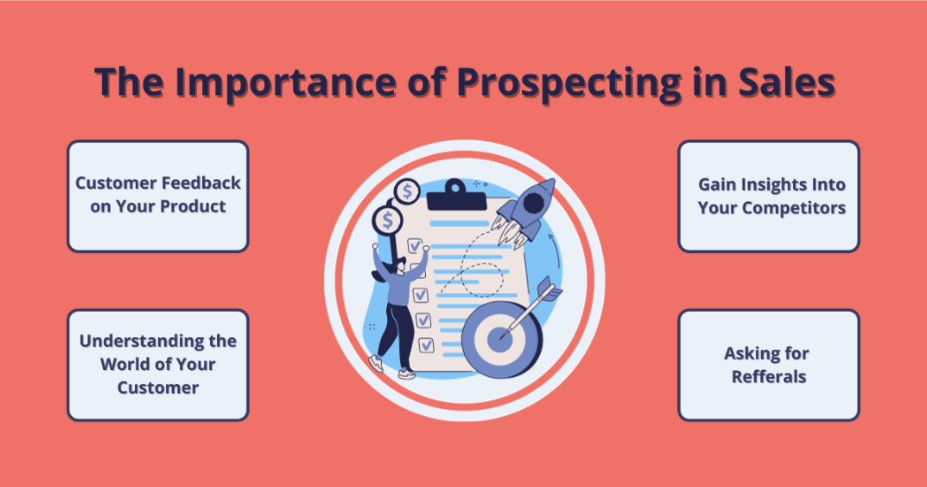 The Importance of Prospecting in Sales
Customer Feedback
on Your Product
Gain Insights Into
Your Competitors
Understanding the
World of Your
Customer
Asking for
Refferals
$
$